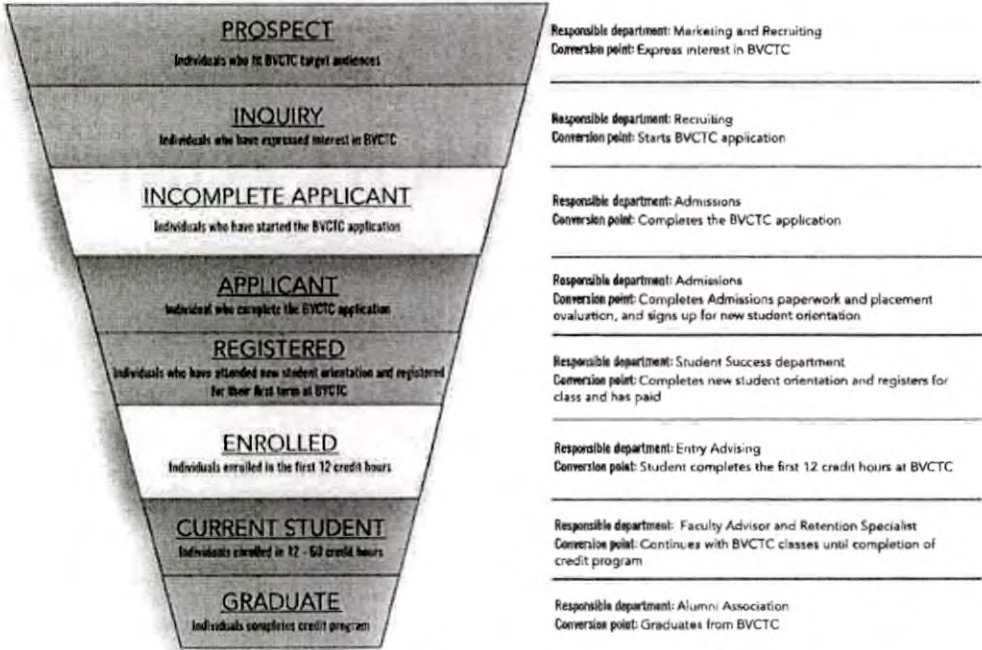 PROSPECT
Individuals who fit BVCTC target audiences
Responsible department: Marketing and Recruiting
Conversion point: Express interest in BVCTC
INQUIRY
Individuals who have expressed interest in BVCTC
Responsible department: Recruiting
Conversion point: Starts BVCTC application
INCOMPLETE APPLICANT
Individuals who have started the BVCTC application
Responsible department: Admissions
Conversion point: Completes the BVCTC application
APPLICANT
Individual who complete the BVCTC application
Responsible department: Admissions
Conversion point: Completes Admissions paperwork and placement
evaluation, and signs up for new student orientation
REGISTERED
Individuals who have attended new student orientation and registered
for their first term at BVCTC
Responsible department: Student Success department
Conversion point: Completes new student orientation and registers for
class and has paid
ENROLLED
Individuals enrolled in the first 12 credit hours
Responsible department: Entry Advising
Conversion point: Student completes the first 12 credit hours at BVCTC
CURRENT STUDENT
Individuals enrolled in 12 - 60 credit hours
Responsible department: Faculty Advisor and Retention Specialist
Conversion point: Continues with BVCTC classes until completion of
credit program
GRADUATE
Individuals completes credit program
Responsible department: Alumni Association
Conversion point: Graduates from BVCTC